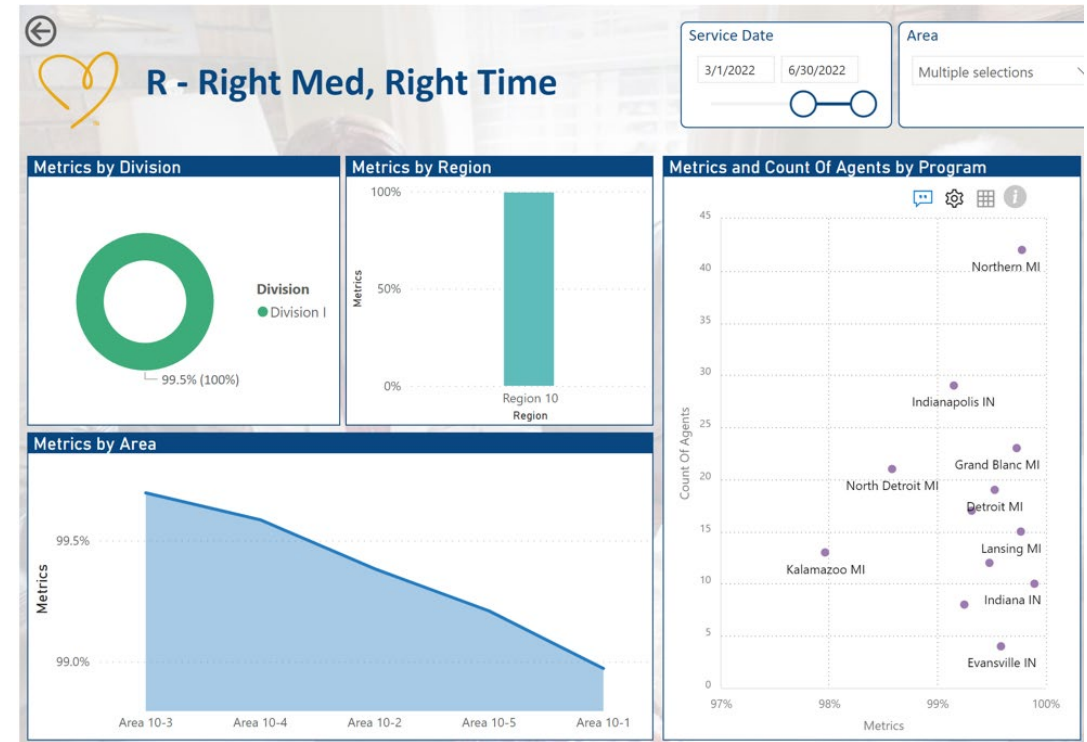 R - Right Med, Right Time
Service Date
3/1/2022 6/30/2022
Area
Multiple selections
Metrics by Division
Division
Division I
99.5% (100%)
Metrics by Region
100%
50%
0%
Metrics
Region 10
Region
Metrics by Area
99.5%
99.0%
Metrics
Area 10-3 Area 10-4 Area 10-2 Area 10-5 Area 10-1
Metrics and Count Of Agents by Program
45
40
35
30
25
20
15
10
5
0
Count Of Agents
Northern MI
Indianapolis IN
Grand Blanc MI
North Detroit MI
Detroit MI
Lansing MI
Kalamazoo MI
Indiana IN
Evansville IN
97% 98% 99% 100%
Metrics